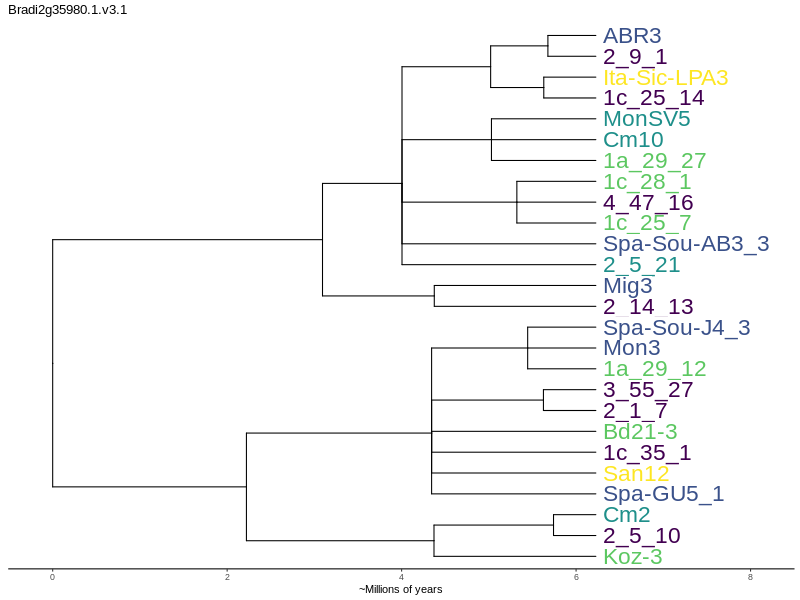 Bradi2g35980.1.v3.1
ABR3
2_9_1
Ita-Sic-LPA3
1c_25_14
MonSV5
Cm10
1a_29_27
1c_28_1
4_47_16
1c_25_7
Spa-Sou-AB3_3
2_5_21
Mig3
2_14_13
Spa-Sou-J4_3
Mon3
1a_29_12
3_55_27
2_1_7
Bd21-3
1c_35_1
San12
Spa-GU5_1
Cm2
2_5_10
Koz-3
0 2 4 6 8
~Millions of years